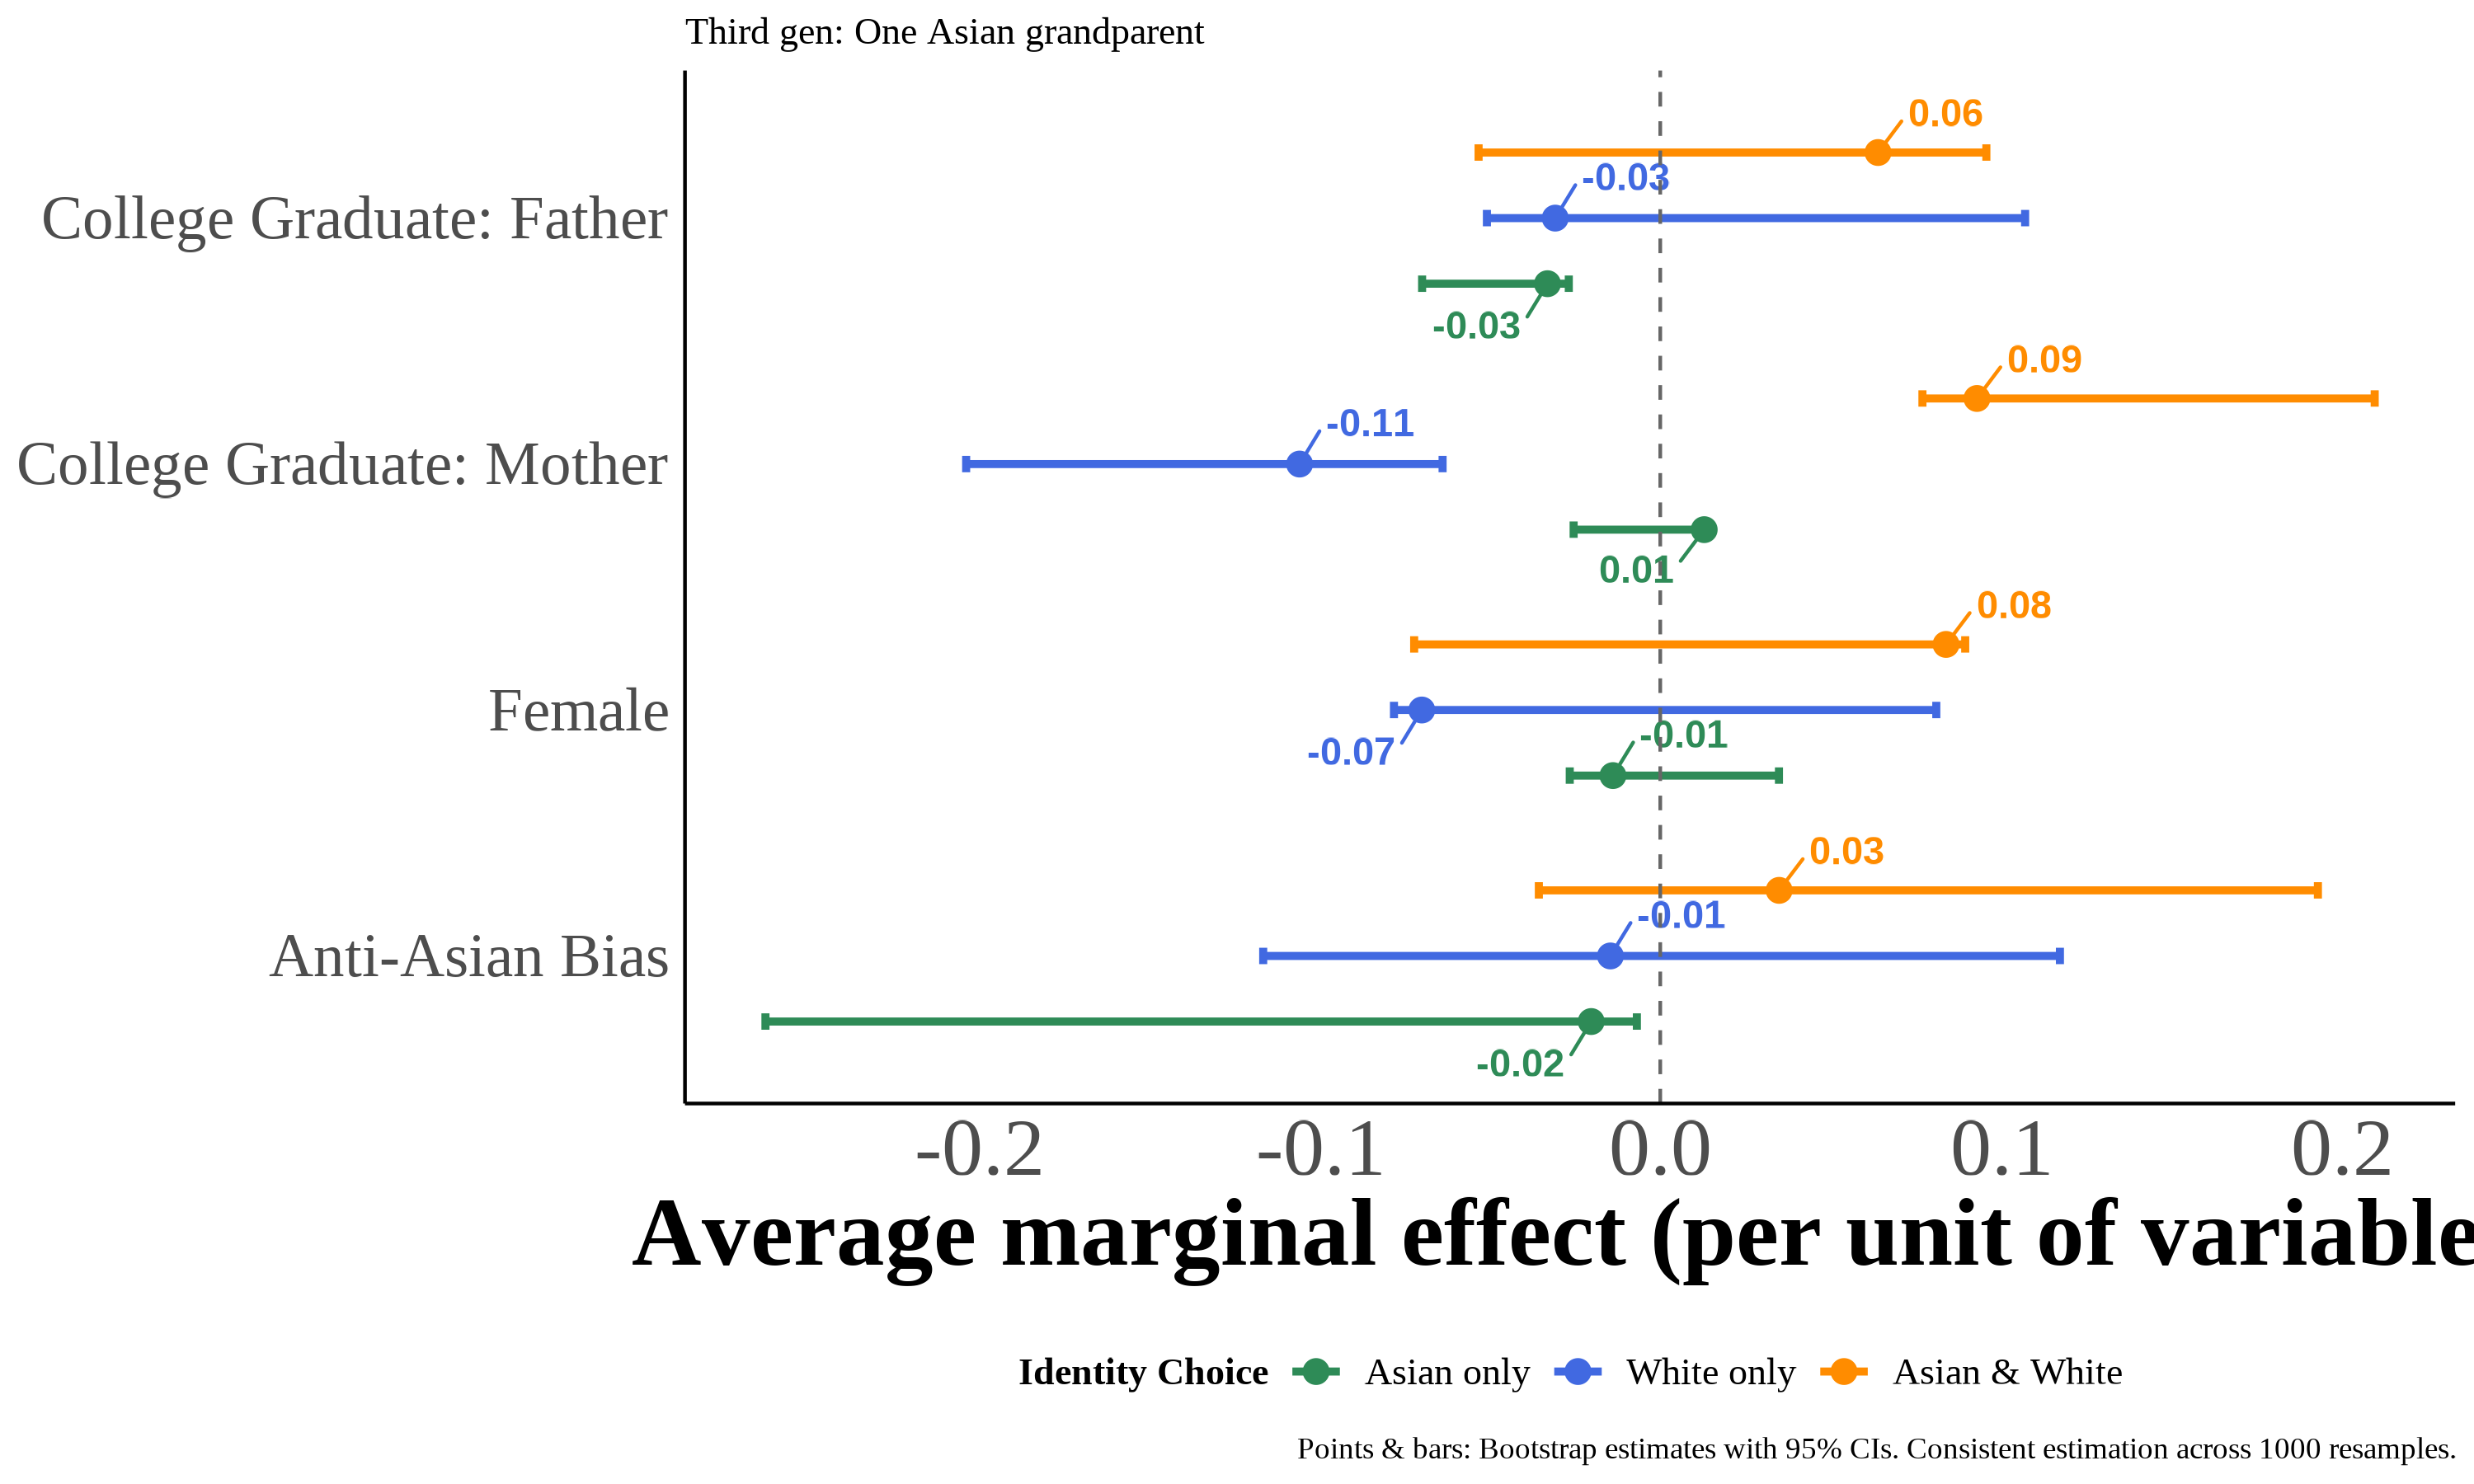 Third gen: One Asian grandparent
0.06
-0.03
College Graduate: Father
-0.03
0.09
-0.11
College Graduate: Mother
0.01
0.08
Female
-0.01
-0.07
0.03
-0.01
Anti-Asian Bias
-0.02
-0.2 -0.1 0.0 0.1 0.2
Average marginal effect (per unit of variable
Identity Choice Asian only White only Asian & White
Points & bars: Bootstrap estimates with 95% CIs. Consistent estimation across 1000 resamples.